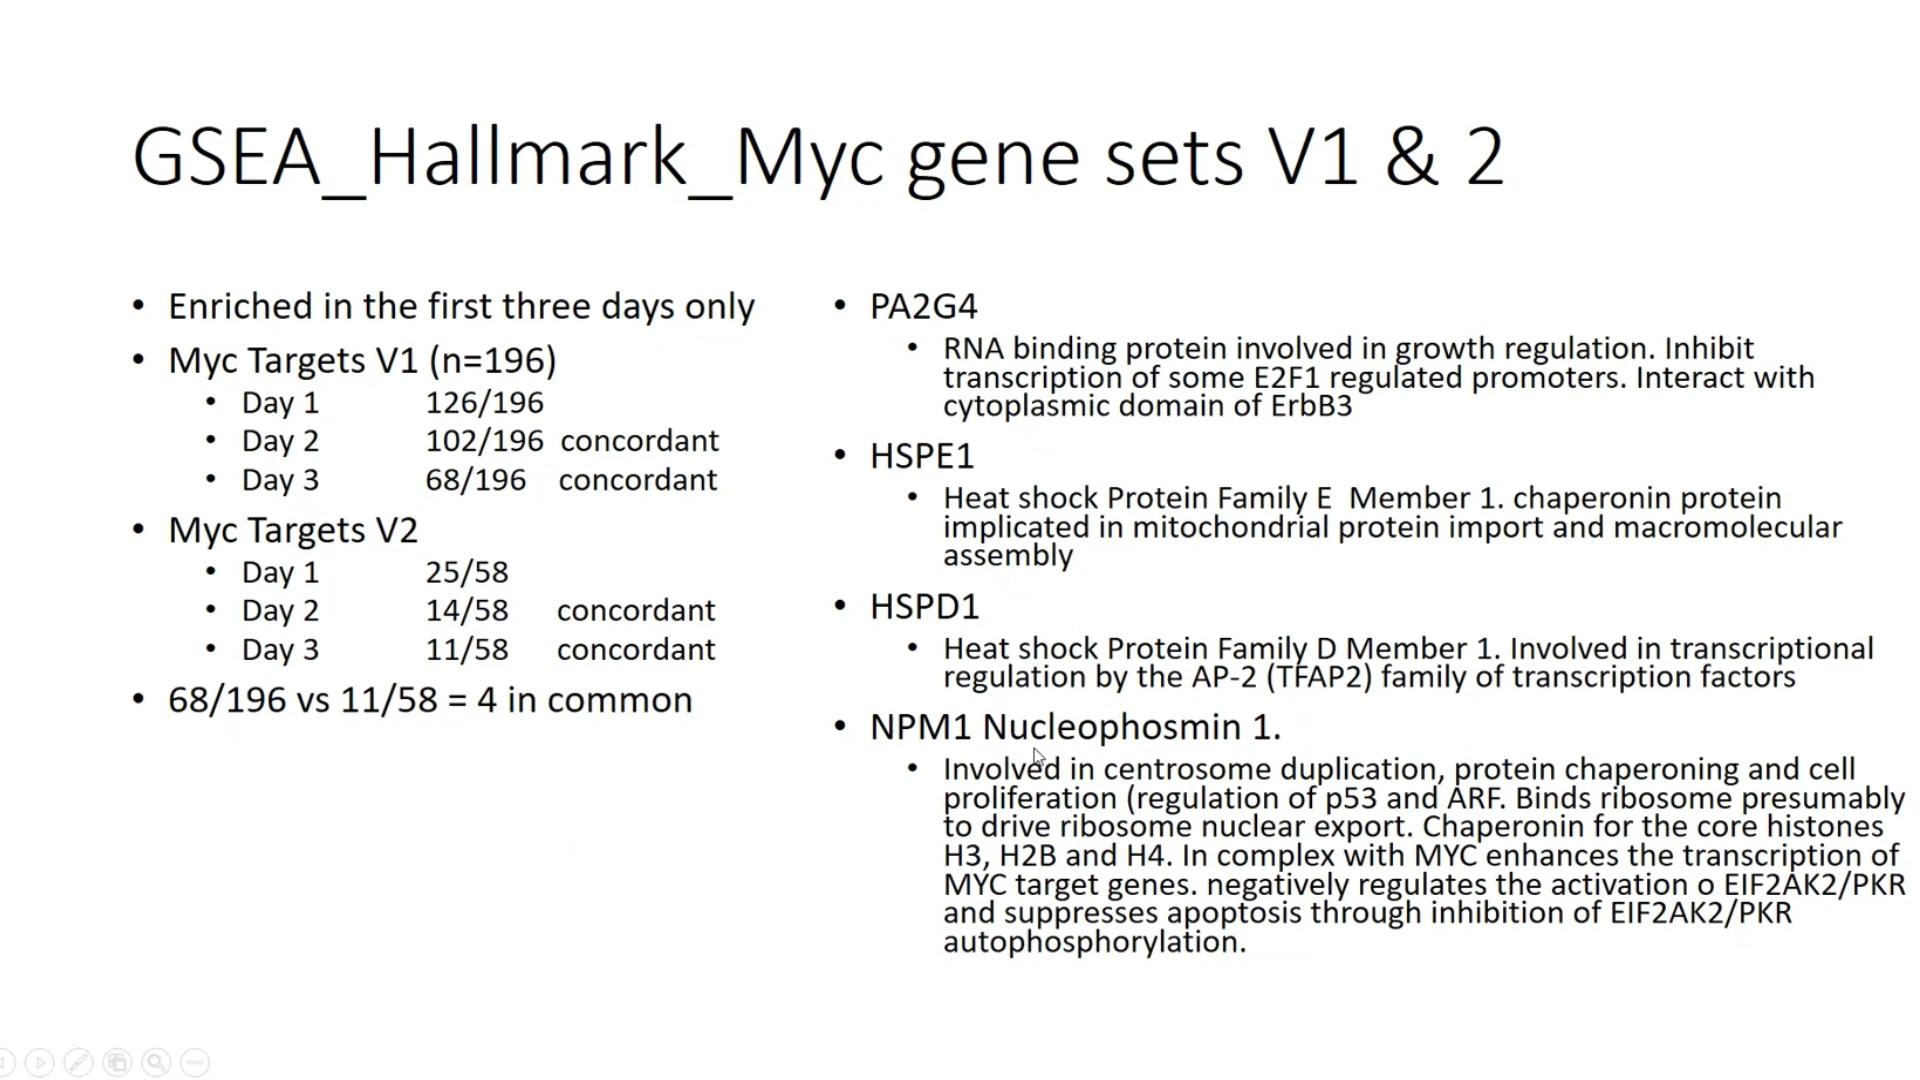 GSEA_Hallmark_Myc gene sets V1 & 2
• Enriched in the first three days only
• Myc Targets V1 (n=196)
• Day 1 126/196
• Day 2 102/196 concordant
• Day 3 68/196 concordant
• Myc Targets V2
• Day 1 25/58
• Day 2 14/58 concordant
• Day 3 11/58 concordant
• 68/196 vs 11/58 = 4 in common
• PA2G4
• RNA binding protein involved in growth regulation. Inhibit
transcription of some E2F1 regulated promoters. Interact with
cytoplasmic domain of ErbB3
• HSPE1
• Heat shock Protein Family E  Member 1. chaperonin protein
implicated in mitochondrial protein import and macromolecular
assembly
• HSPD1
• Heat shock Protein Family D Member 1. Involved in transcriptional
regulation by the AP-2 (TFAP2) family of transcription factors
• NPM1 Nucleophosmin 1.
• Involved in centrosome duplication, protein chaperoning and cell
proliferation (regulation of p53 and ARF. Binds ribosome presumably
to drive ribosome nuclear export. Chaperonin for the core histones
H3, H2B and H4. In complex with MYC enhances the transcription of
MYC target genes. negatively regulates the activation o EIF2AK2/PKR
and suppresses apoptosis through inhibition of EIF2AK2/PKR
autophosphorylation.